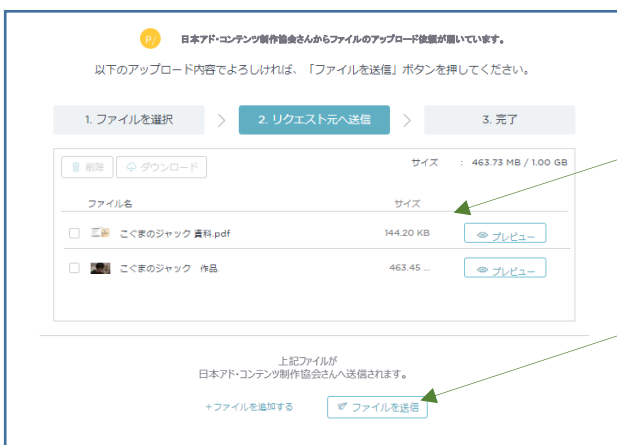 P/
日本アド・コンテンツ制作協会さんからファイルのアップロード依頼が届いています。
以下のアップロード内容でよろしければ、「ファイルを送信」ボタンを押してください。
1. ファイルを選択
2. リクエスト元へ送信
3. 完了
削除 ダウンロード サイズ : 463.73 MB / 1.00 GB
ファイル名 サイズ
こぐまのジャック 資料.pdf 144.20 KB プレビュー
こぐまのジャック 作品 463.45 ... プレビュー
上記ファイルが
日本アド・コンテンツ制作協会さんへ送信されます。
+ファイルを追加する ファイルを送信